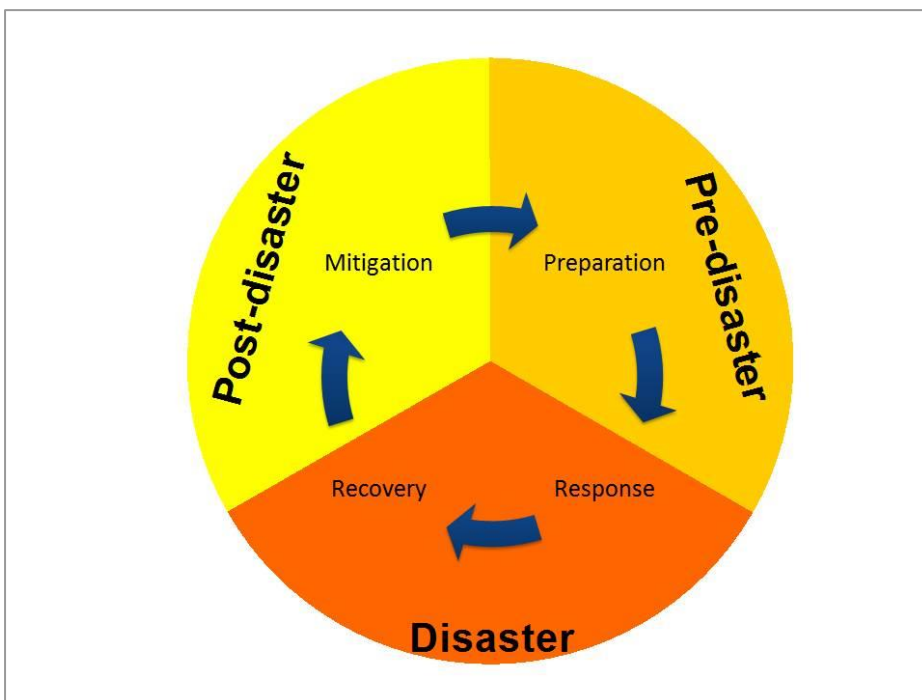 Post-disaster
Pre-disaster
Mitigation
Preparation
Recovery
Response
Disaster